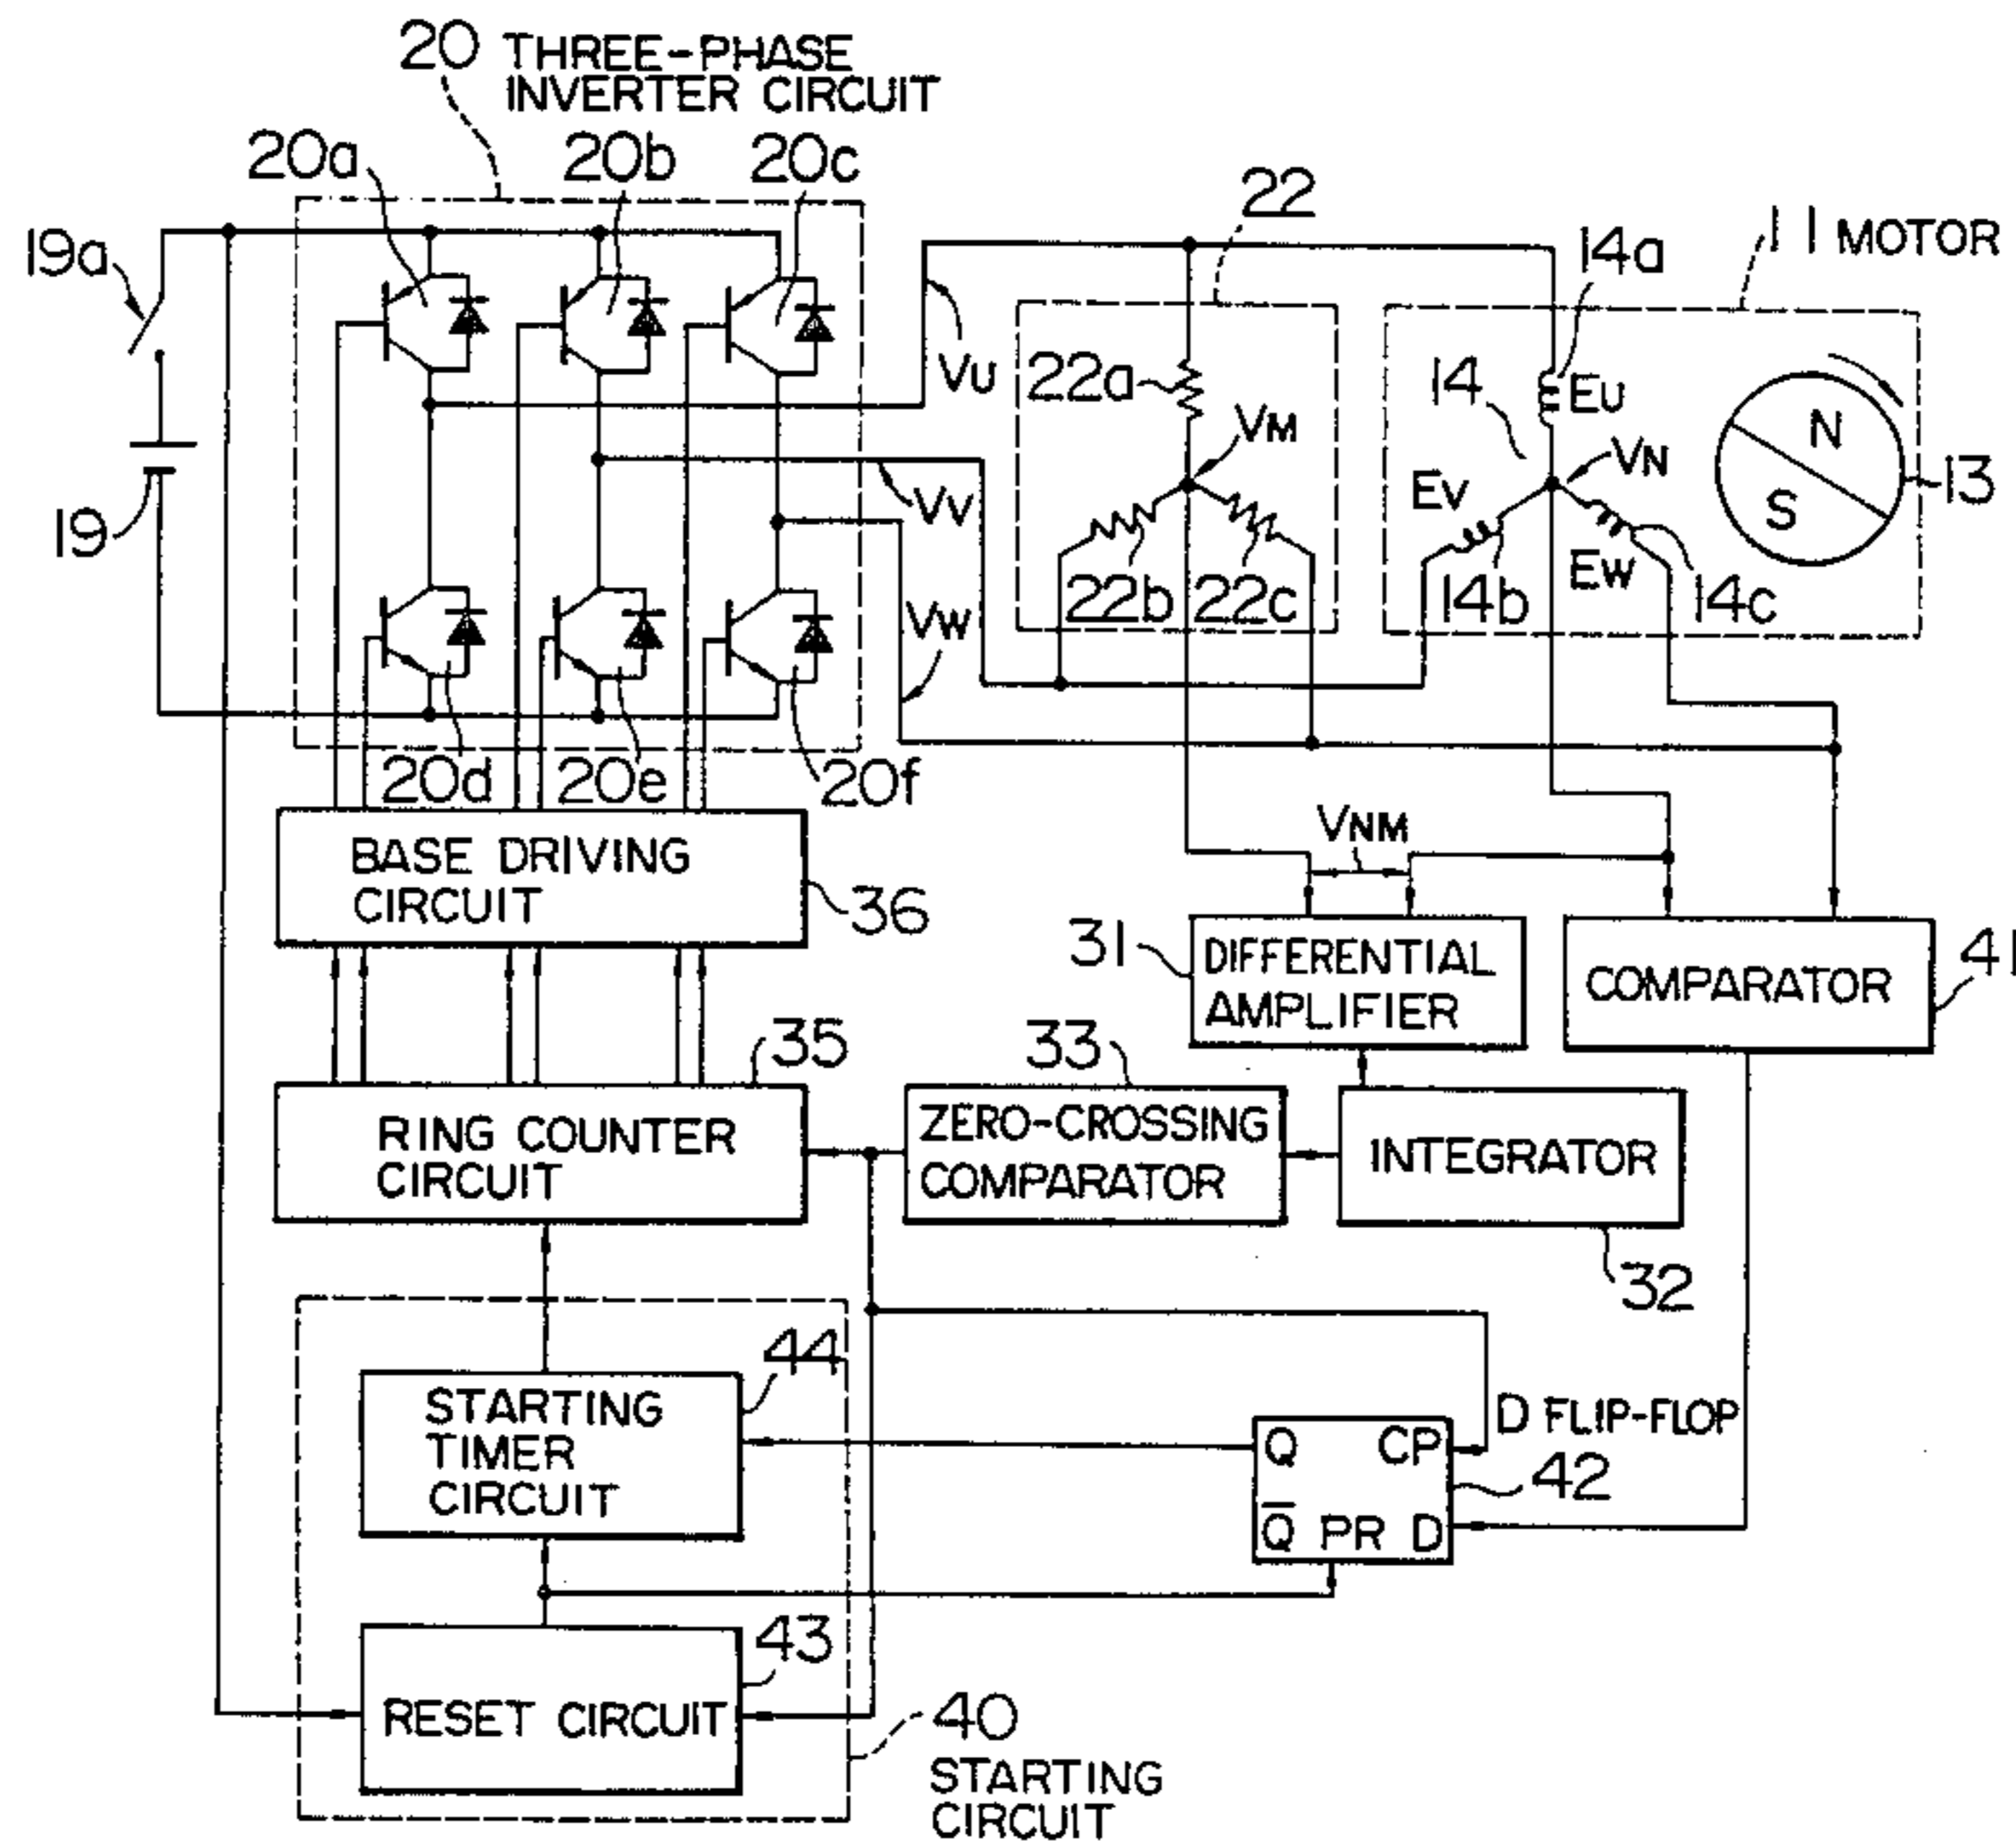 20 THREE-PHASE
INVERTER CIRCUIT
20a
20b
20c
22
11 MOTOR
19a
14a
VU
22a
14
EU
VM
VN
N
S
13
EV
VV
19
22b
22c
14b
EW
14c
VW
20d
20e
20f
VNM
BASE DRIVING
CIRCUIT
36
31
DIFFERENTIAL
AMPLIFIER
COMPARATOR
41
35
33
RING COUNTER
CIRCUIT
ZERO-CROSSING
COMPARATOR
INTEGRATOR
32
44
STARTING
TIMER
CIRCUIT
D FLIP-FLOP
Q CP
42
Q̅ PR D
43
RESET CIRCUIT
40
STARTING
CIRCUIT